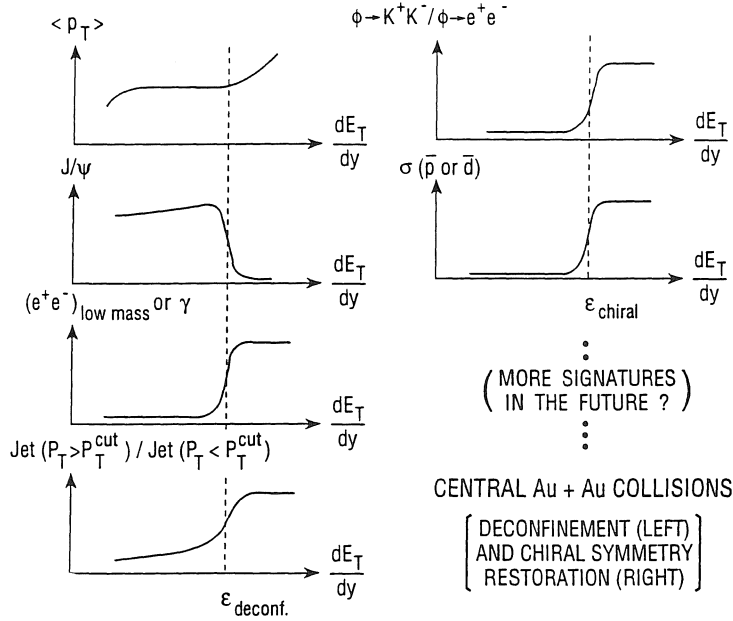 < p_T >
dE_T
dy
J/ψ
dE_T
dy
(e⁺e⁻)_low mass or γ
dE_T
dy
Jet (P_T>P_T^cut) / Jet (P_T < P_T^cut)
dE_T
dy
ε_deconf.
ϕ→K⁺K⁻/ϕ→e⁺e⁻
dE_T
dy
σ (p̄ or d̄)
dE_T
dy
ε_chiral
(MORE SIGNATURES
IN THE FUTURE ?)
CENTRAL Au + Au COLLISIONS
[DECONFINEMENT (LEFT)
AND CHIRAL SYMMETRY
RESTORATION (RIGHT)]